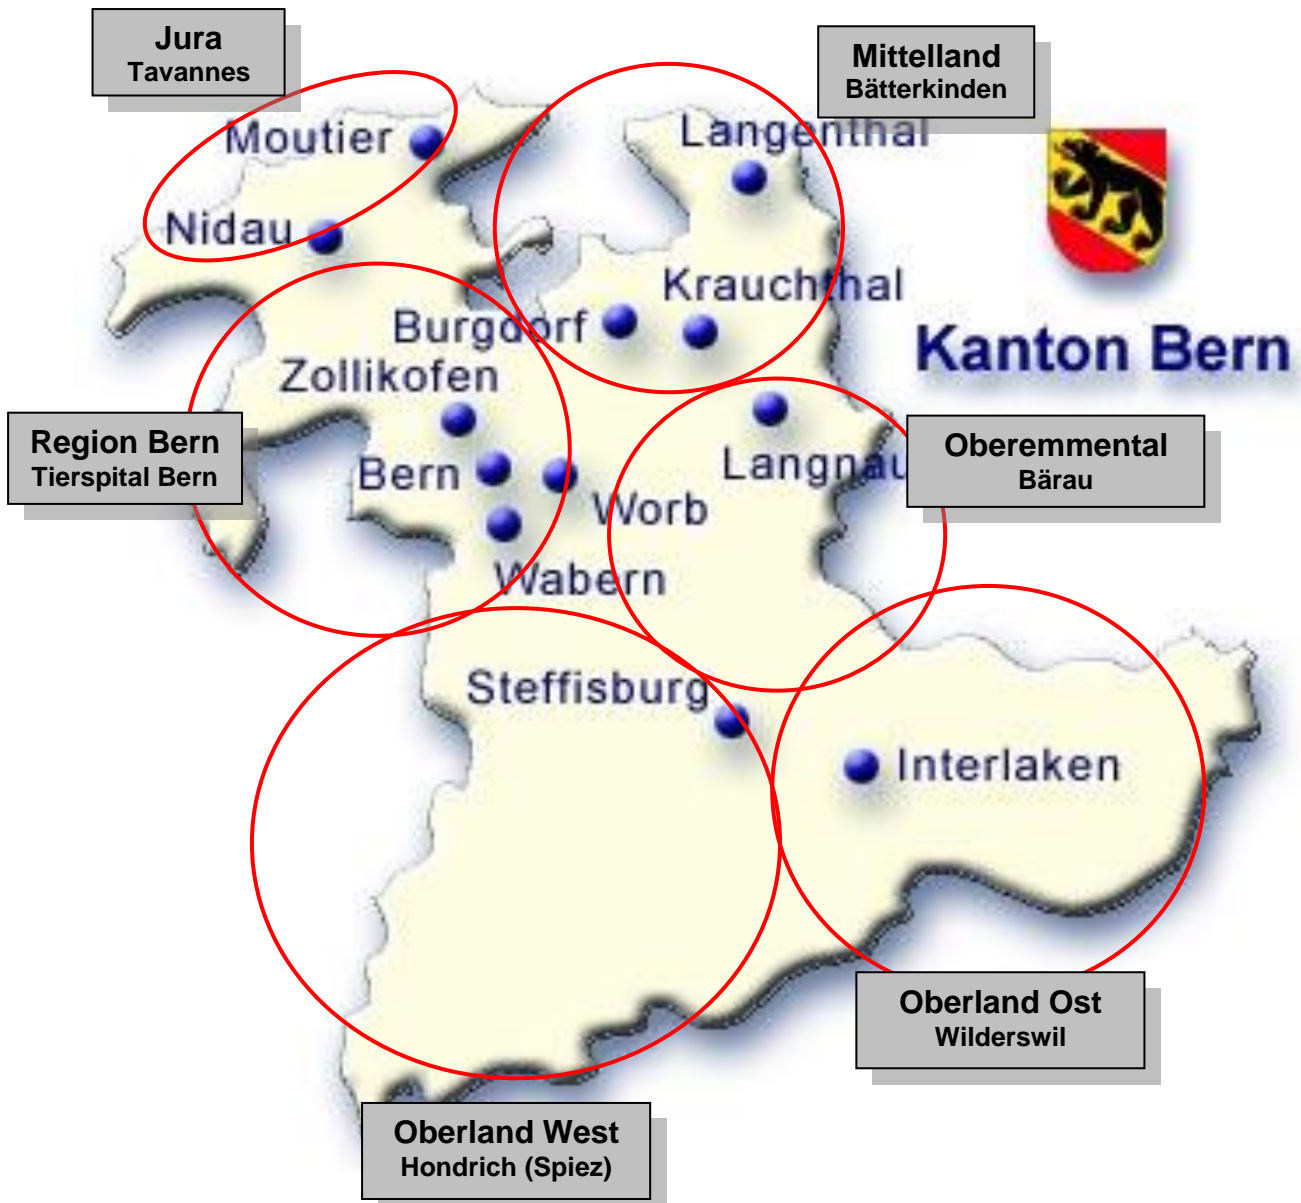 Jura
Tavannes
Mittelland
Bätterkinden
Moutier
Langenthal
Nidau
Krauchthal
Burgdorf
Kanton Bern
Zollikofen
Region Bern
Tierspital Bern
Oberemmental
Bärau
Bern
Langnau
Worb
Wabern
Steffisburg
Interlaken
Oberland Ost
Wilderswil
Oberland West
Hondrich (Spiez)